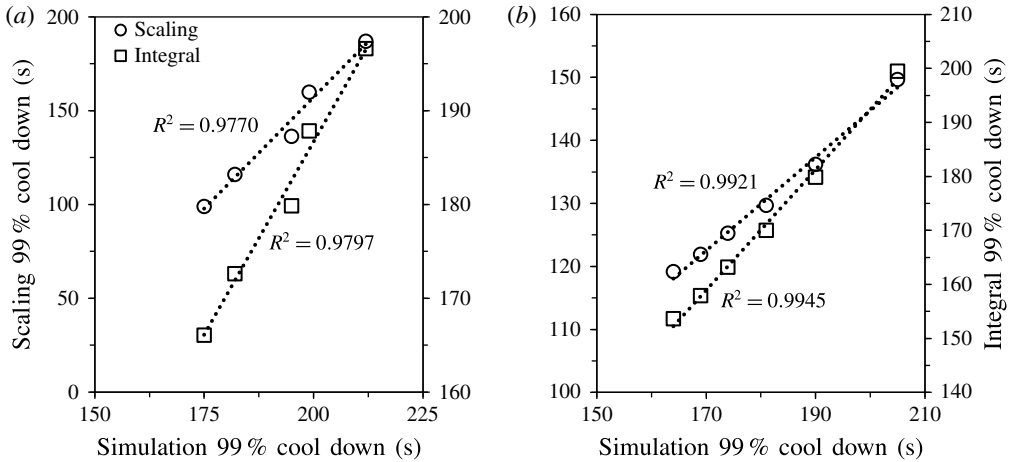 (a)
200
150
100
50
0
Scaling 99 % cool down (s)
Scaling
Integral
R² = 0.9770
R² = 0.9797
200
190
180
170
160
150
175
200
225
Simulation 99 % cool down (s)
(b)
160
150
140
130
120
110
100
R² = 0.9921
R² = 0.9945
210
200
190
180
170
160
150
140
Integral 99 % cool down (s)
150
170
190
210
Simulation 99 % cool down (s)